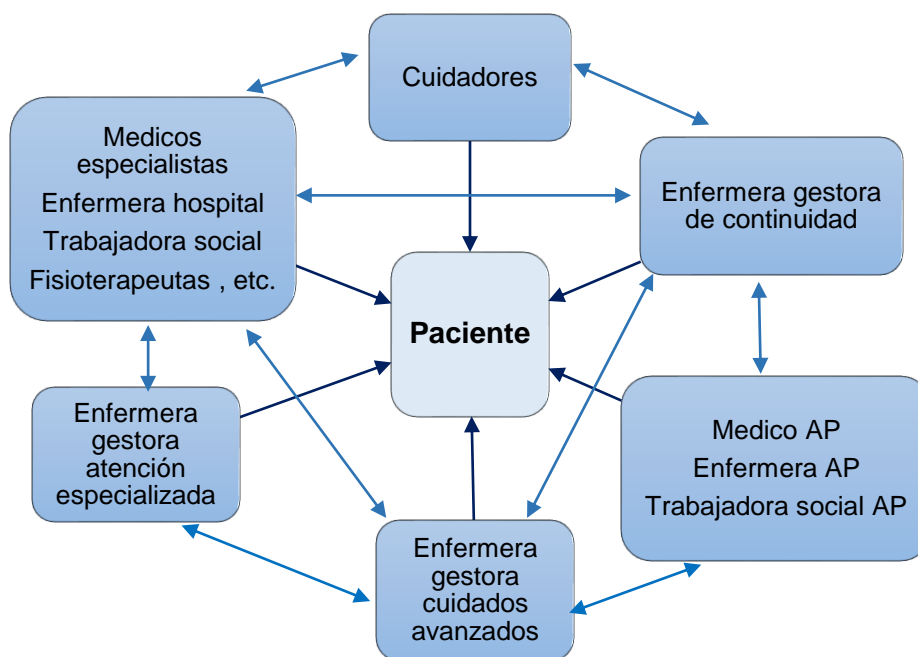 Cuidadores
Medicos
especialistas
Enfermera hospital
Trabajadora social
Fisioterapeutas , etc.
Enfermera gestora
de continuidad
Paciente
Enfermera
gestora
atención
especializada
Medico AP
Enfermera AP
Trabajadora social AP
Enfermera
gestora
cuidados
avanzados